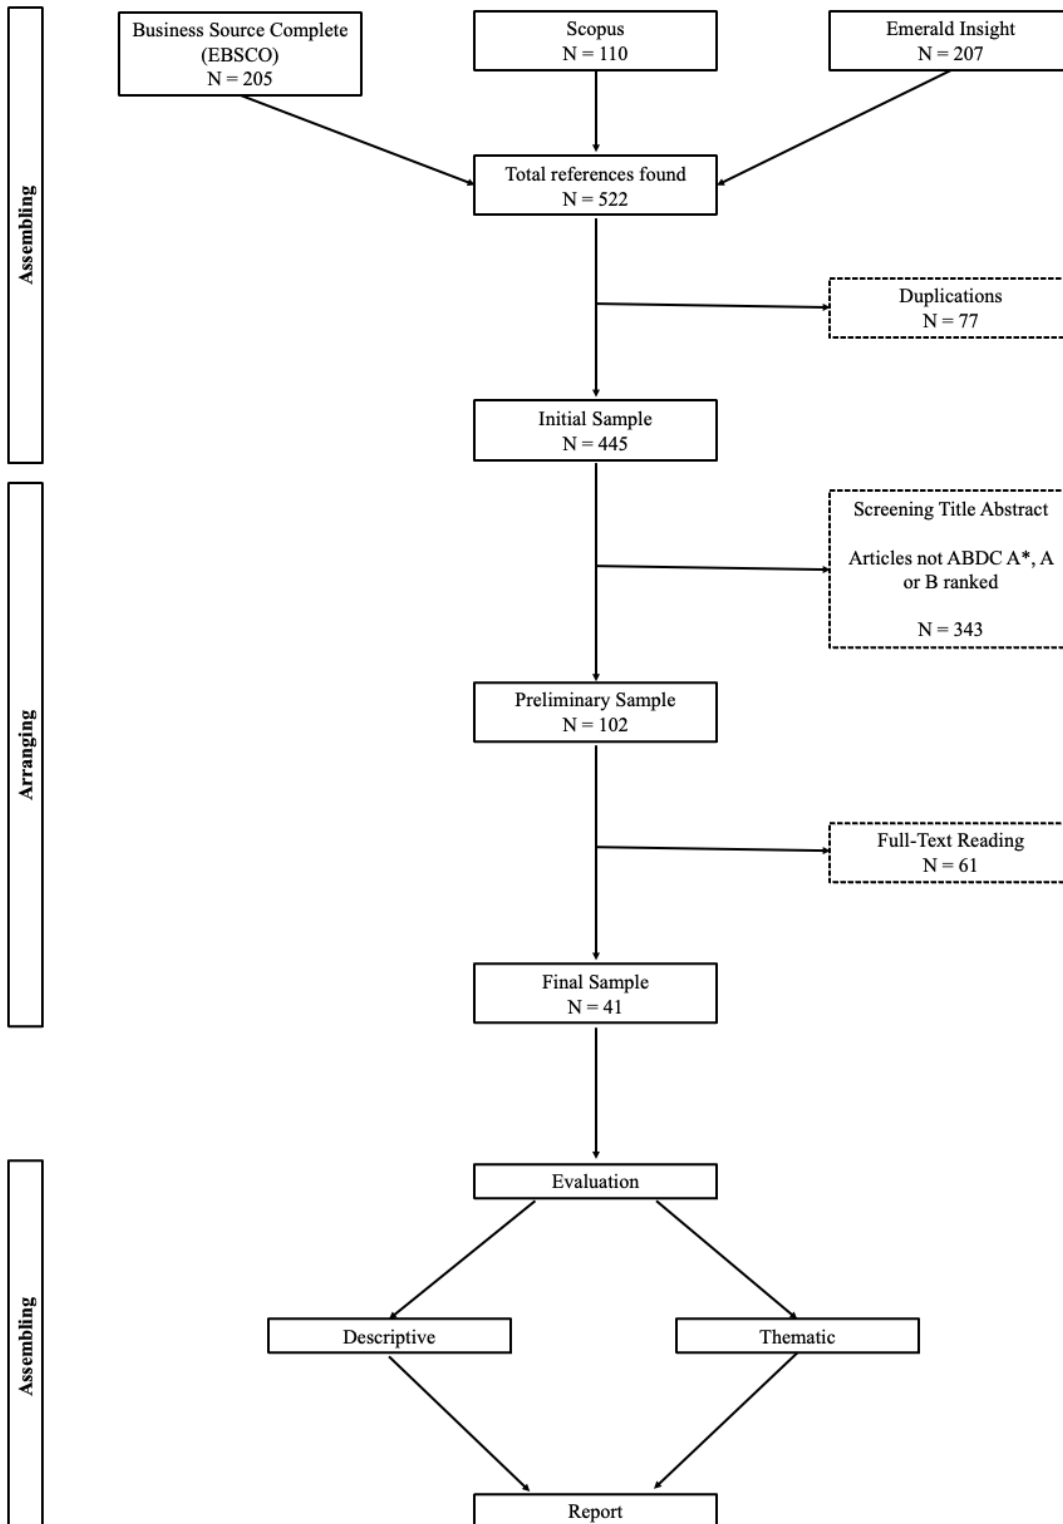 Business Source Complete
(EBSCO)
N = 205
Scopus
N = 110
Emerald Insight
N = 207
Total references found
N = 522
Assembling
Duplications
N = 77
Initial Sample
N = 445
Screening Title Abstract
Articles not ABDC A*, A
or B ranked
N = 343
Preliminary Sample
N = 102
Arranging
Full-Text Reading
N = 61
Final Sample
N = 41
Evaluation
Descriptive
Thematic
Assembling
Report